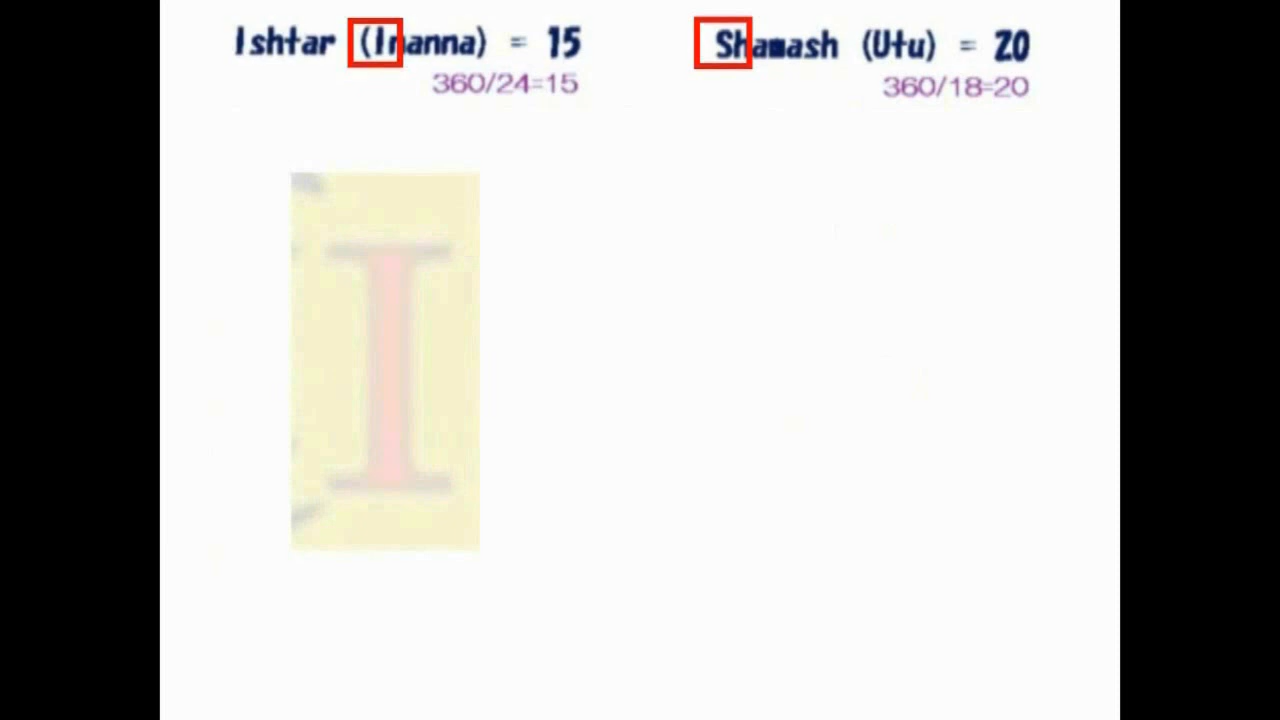 Ishtar (Inanna) = 15
360/24=15
Shamash (Utu) = 20
360/18=20
I